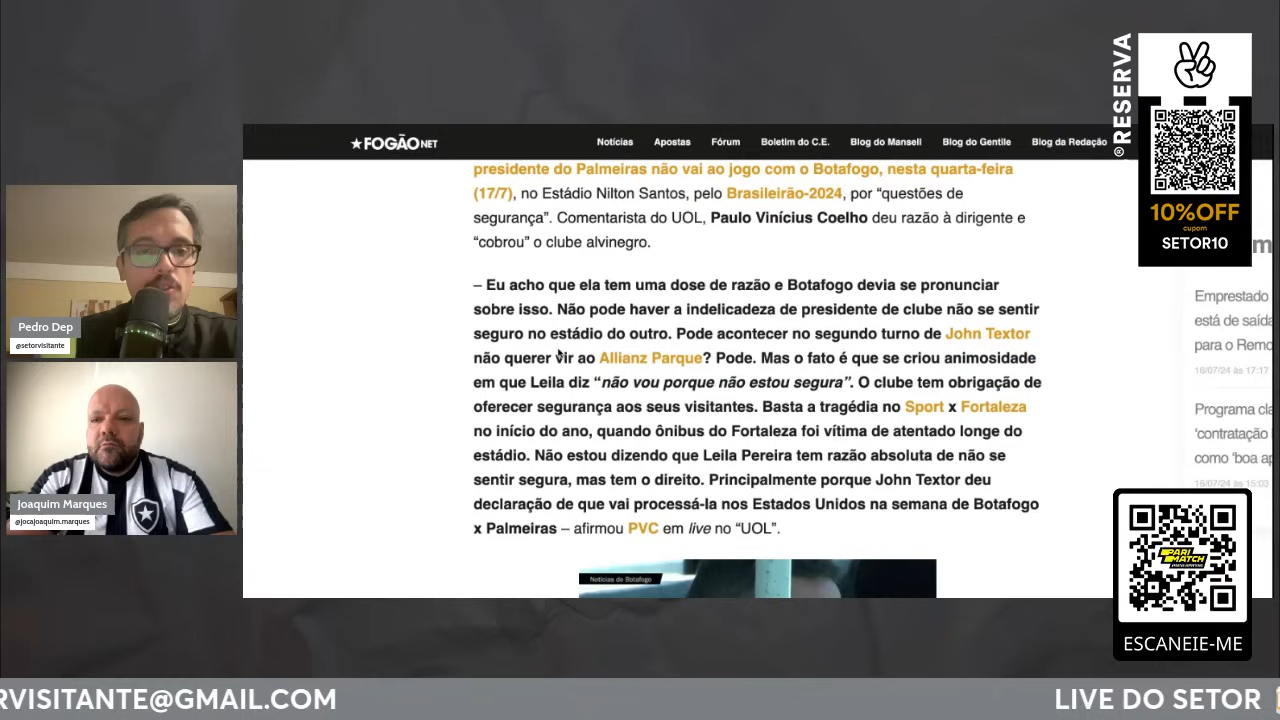 FOGÃO NET
Notícias Apostas Fórum Boletim do C.E. Blog do Mansell Blog do Gentile Blog da Redação
presidente do Palmeiras não vai ao jogo com o Botafogo, nesta quarta-feira
(17/7), no Estádio Nilton Santos, pelo Brasileirão-2024, por “questões de
segurança”. Comentarista do UOL, Paulo Vinícius Coelho deu razão à dirigente e
“cobrou” o clube alvinegro.
– Eu acho que ela tem uma dose de razão e Botafogo devia se pronunciar
sobre isso. Não pode haver a indelicadeza de presidente de clube não se sentir
seguro no estádio do outro. Pode acontecer no segundo turno de John Textor
não querer vir ao Allianz Parque? Pode. Mas o fato é que se criou animosidade
em que Leila diz “não vou porque não estou segura”. O clube tem obrigação de
oferecer segurança aos seus visitantes. Basta a tragédia no Sport x Fortaleza
no início do ano, quando ônibus do Fortaleza foi vítima de atentado longe do
estádio. Não estou dizendo que Leila Pereira tem razão absoluta de não se
sentir segura, mas tem o direito. Principalmente porque John Textor deu
declaração de que vai processá-la nos Estados Unidos na semana de Botafogo
x Palmeiras – afirmou PVC em live no “UOL”.
Notícias de Botafogo
Emprestado
está de saída
para o Remo
16/07/24 às 17:17
Programa cla
‘contratação
como ‘boa ap
16/07/24 às 15:03
®RESERVA
10%OFF
cupom
SETOR10
PARI
MATCH
ESCANEIE-ME
Pedro Dep
@setorvisitante
Joaquim Marques
@jocajoaquim.marques
RVISITANTE@GMAIL.COM
LIVE DO SETOR